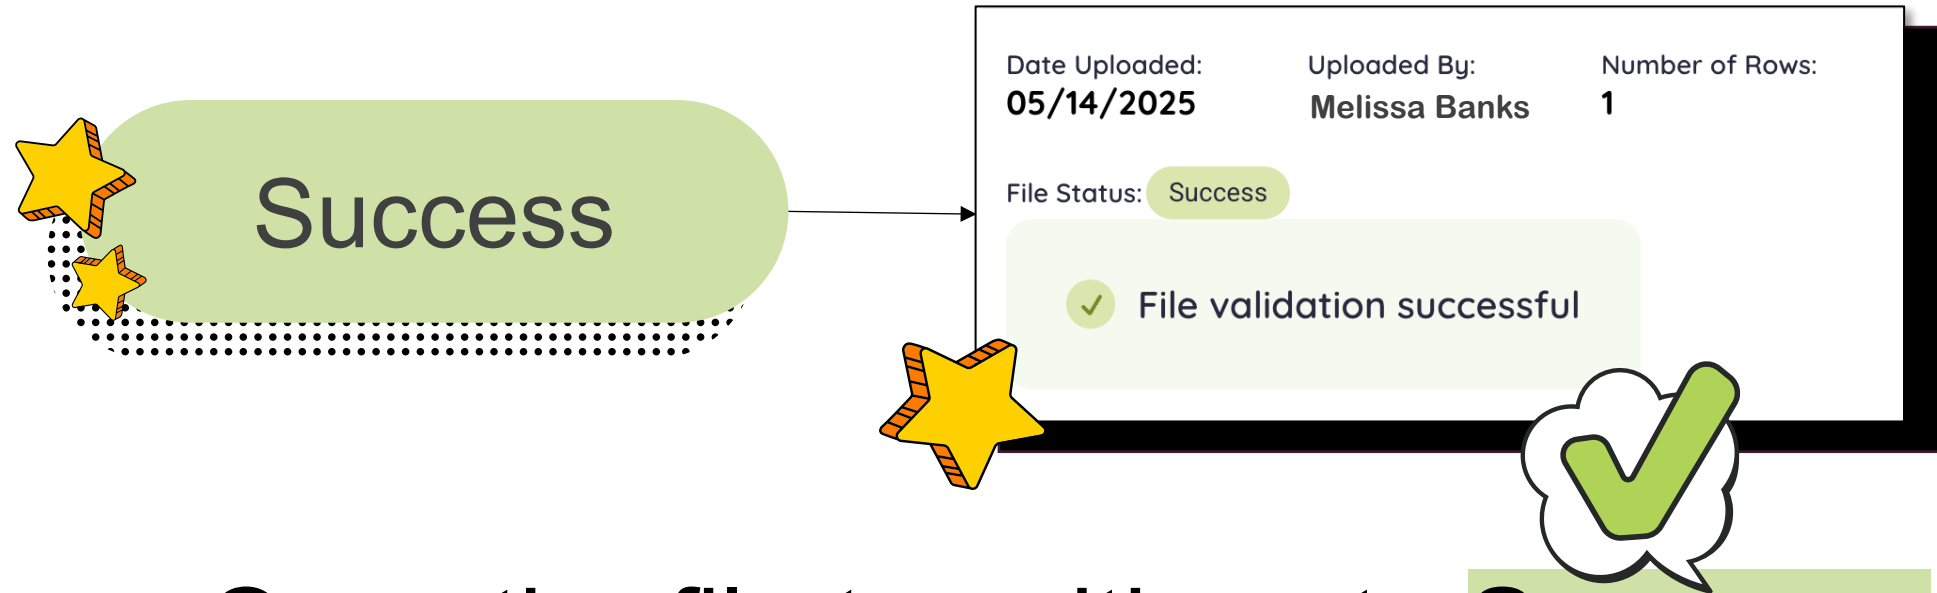 Success
Date Uploaded: Uploaded By: Number of Rows:
05/14/2025 Melissa Banks 1
File Status: Success
File validation successful